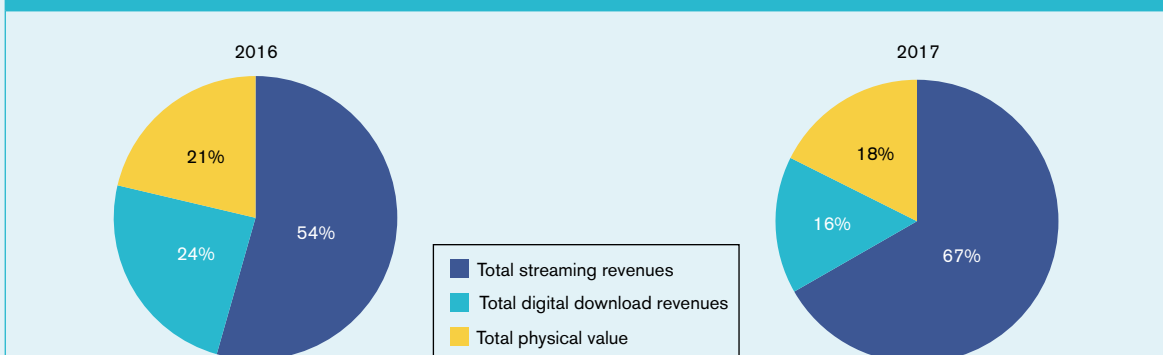 2016
21%
54%
24%
2017
18%
16%
67%
Total streaming revenues
Total digital download revenues
Total physical value